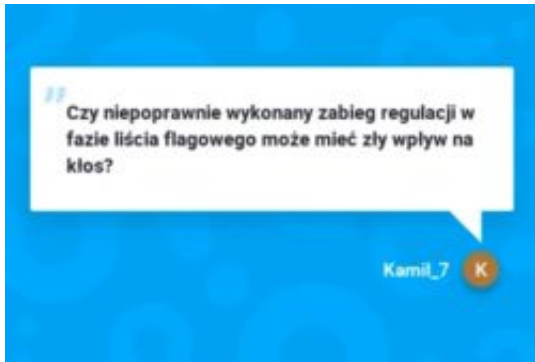 "
Czy niepoprawnie wykonany zabieg regulacji w
fazie liścia flagowego może mieć zły wpływ na
kłos?
Kamil_7 K